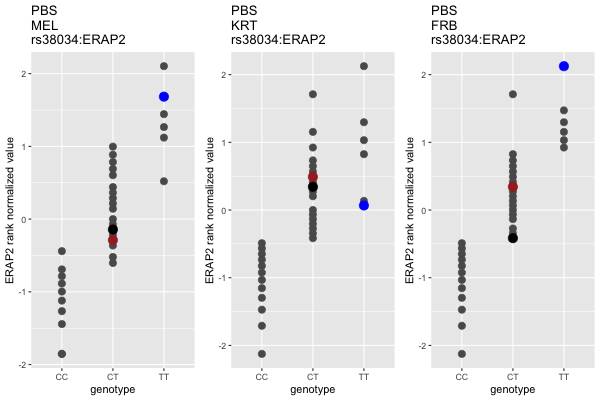 PBS
MEL
rs38034:ERAP2
ERAP2 rank normalized value
2
1
0
-1
-2
CC CT TT
genotype
PBS
KRT
rs38034:ERAP2
ERAP2 rank normalized value
2
1
0
-1
-2
CC CT TT
genotype
PBS
FRB
rs38034:ERAP2
ERAP2 rank normalized value
2
1
0
-1
-2
CC CT TT
genotype